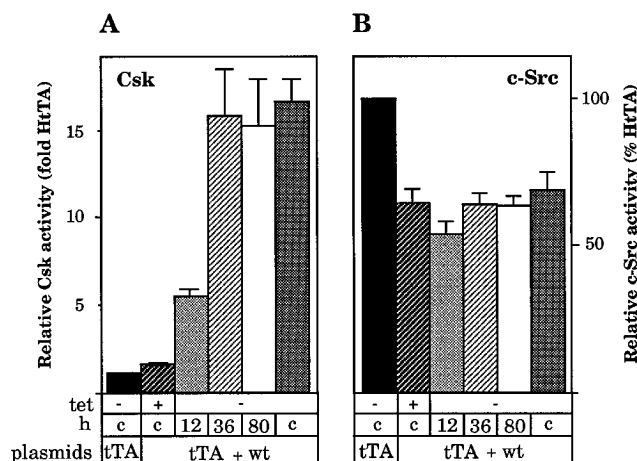 A
B
Relative Csk activity (fold HtTA)
Csk
15
10
5
c-Src
100
50
Relative c-Src activity (% HtTA)
tet - + - - + -
h c c 12 36 80 c c c 12 36 80 c
plasmids tTA tTA + wt tTA tTA + wt